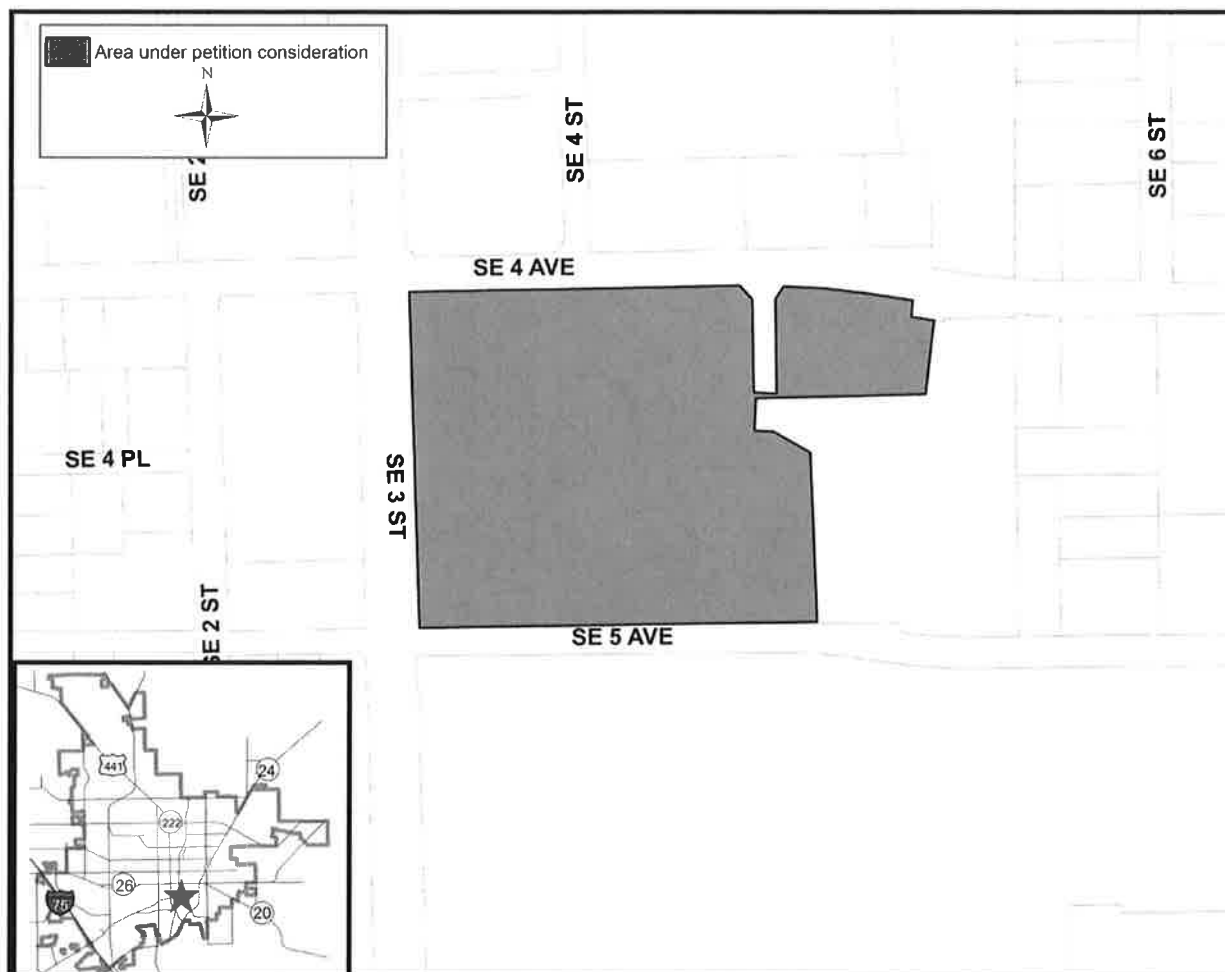 Area under petition consideration
N
SE 4 ST
SE 6 ST
SE 4 AVE
SE 4 PL
SE 3 ST
SE 2 ST
SE 5 AVE
441
24
222
26
75
20